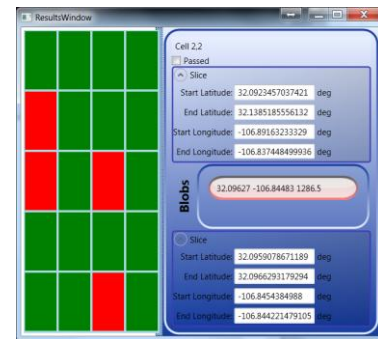 ResultsWindow
Cell 2,2
Passed
Slice
Start Latitude: 32.0923457037421 deg
End Latitude: 32.1385185556132 deg
Start Longitude: -106.89163233329 deg
End Longitude: -106.837448499936 deg
Blobs
32.09627 -106.84483 1286.5
Slice
Start Latitude: 32.0959078671189 deg
End Latitude: 32.0966293179294 deg
Start Longitude: -106.8454384988 deg
End Longitude: -106.844221479105 deg